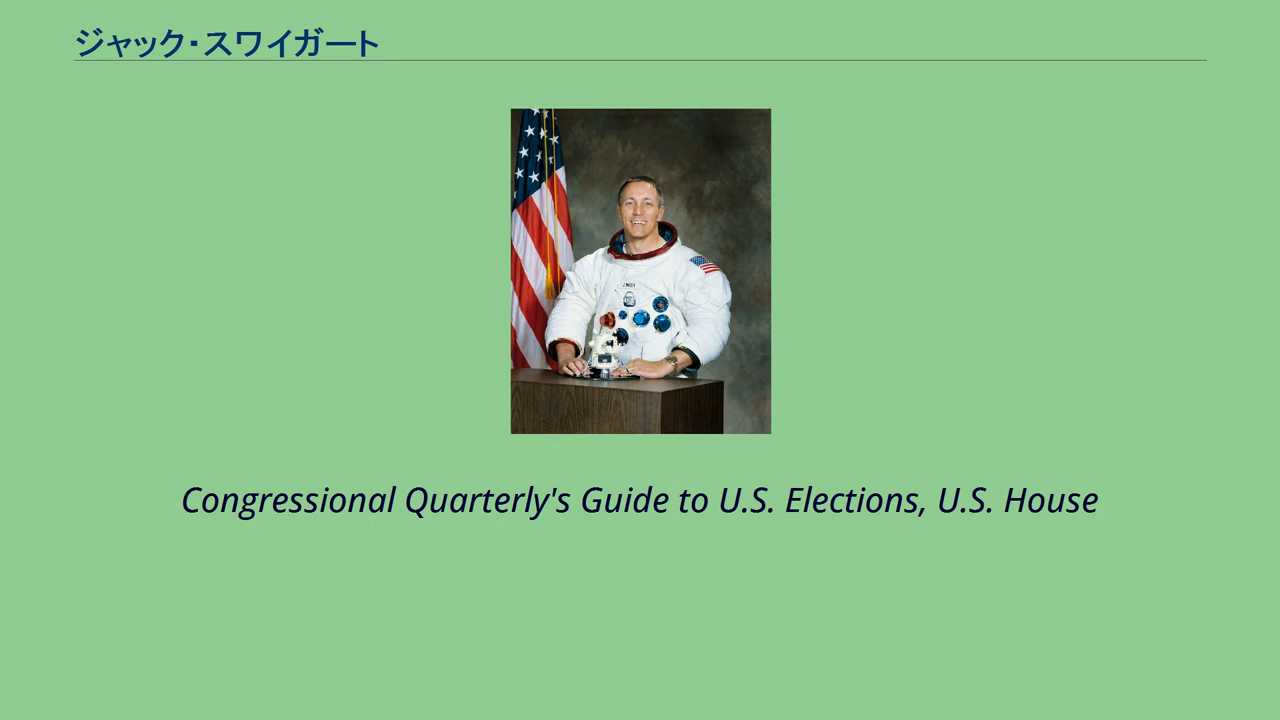 ジャック・スワイガート
Congressional Quarterly's Guide to U.S. Elections, U.S. House